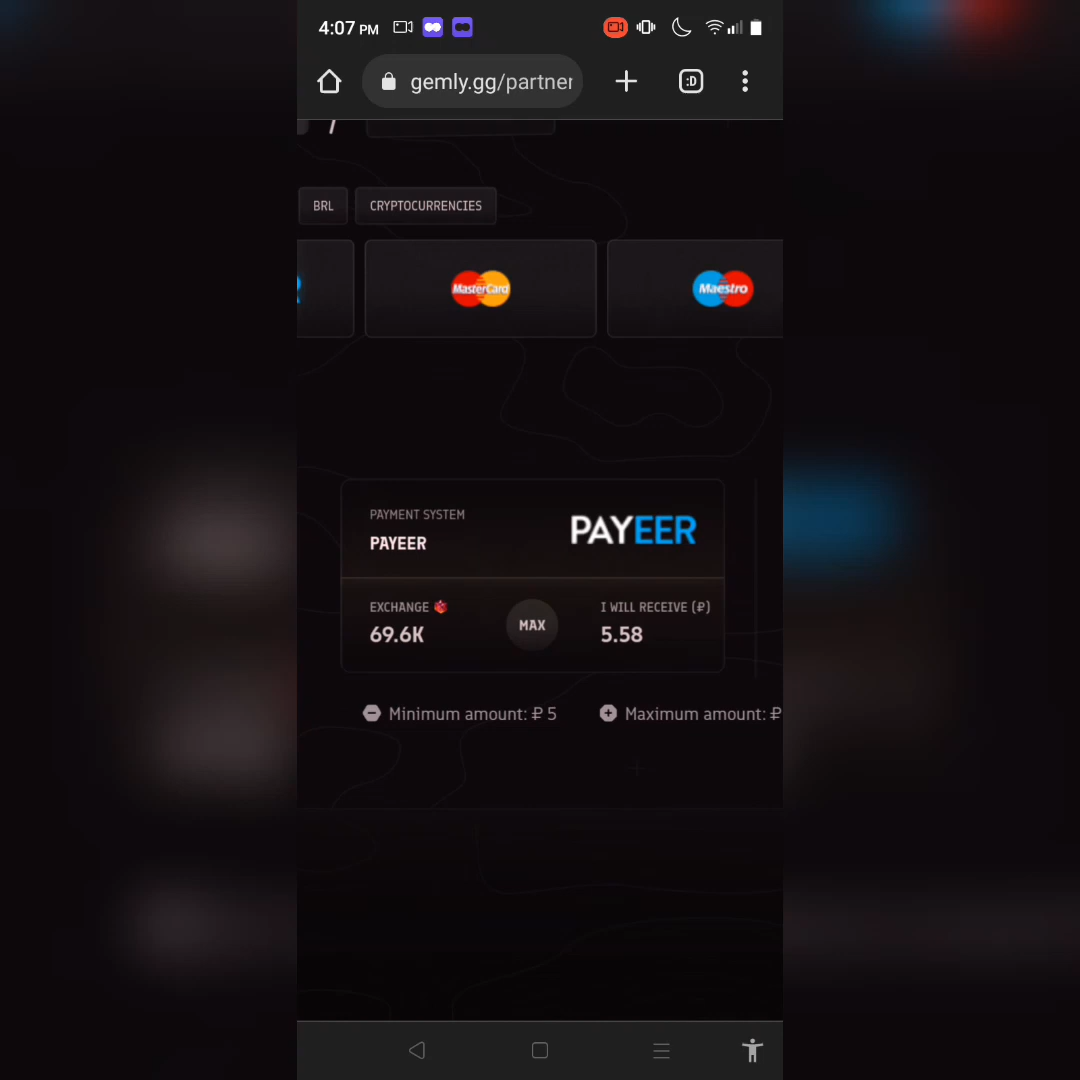 4:07 PM
gemly.gg/partner
:D
BRL
CRYPTOCURRENCIES
MasterCard
Maestro
PAYMENT SYSTEM
PAYEER
PAYEER
EXCHANGE
69.6K
MAX
I WILL RECEIVE (₽)
5.58
Minimum amount: ₽ 5
Maximum amount: ₽